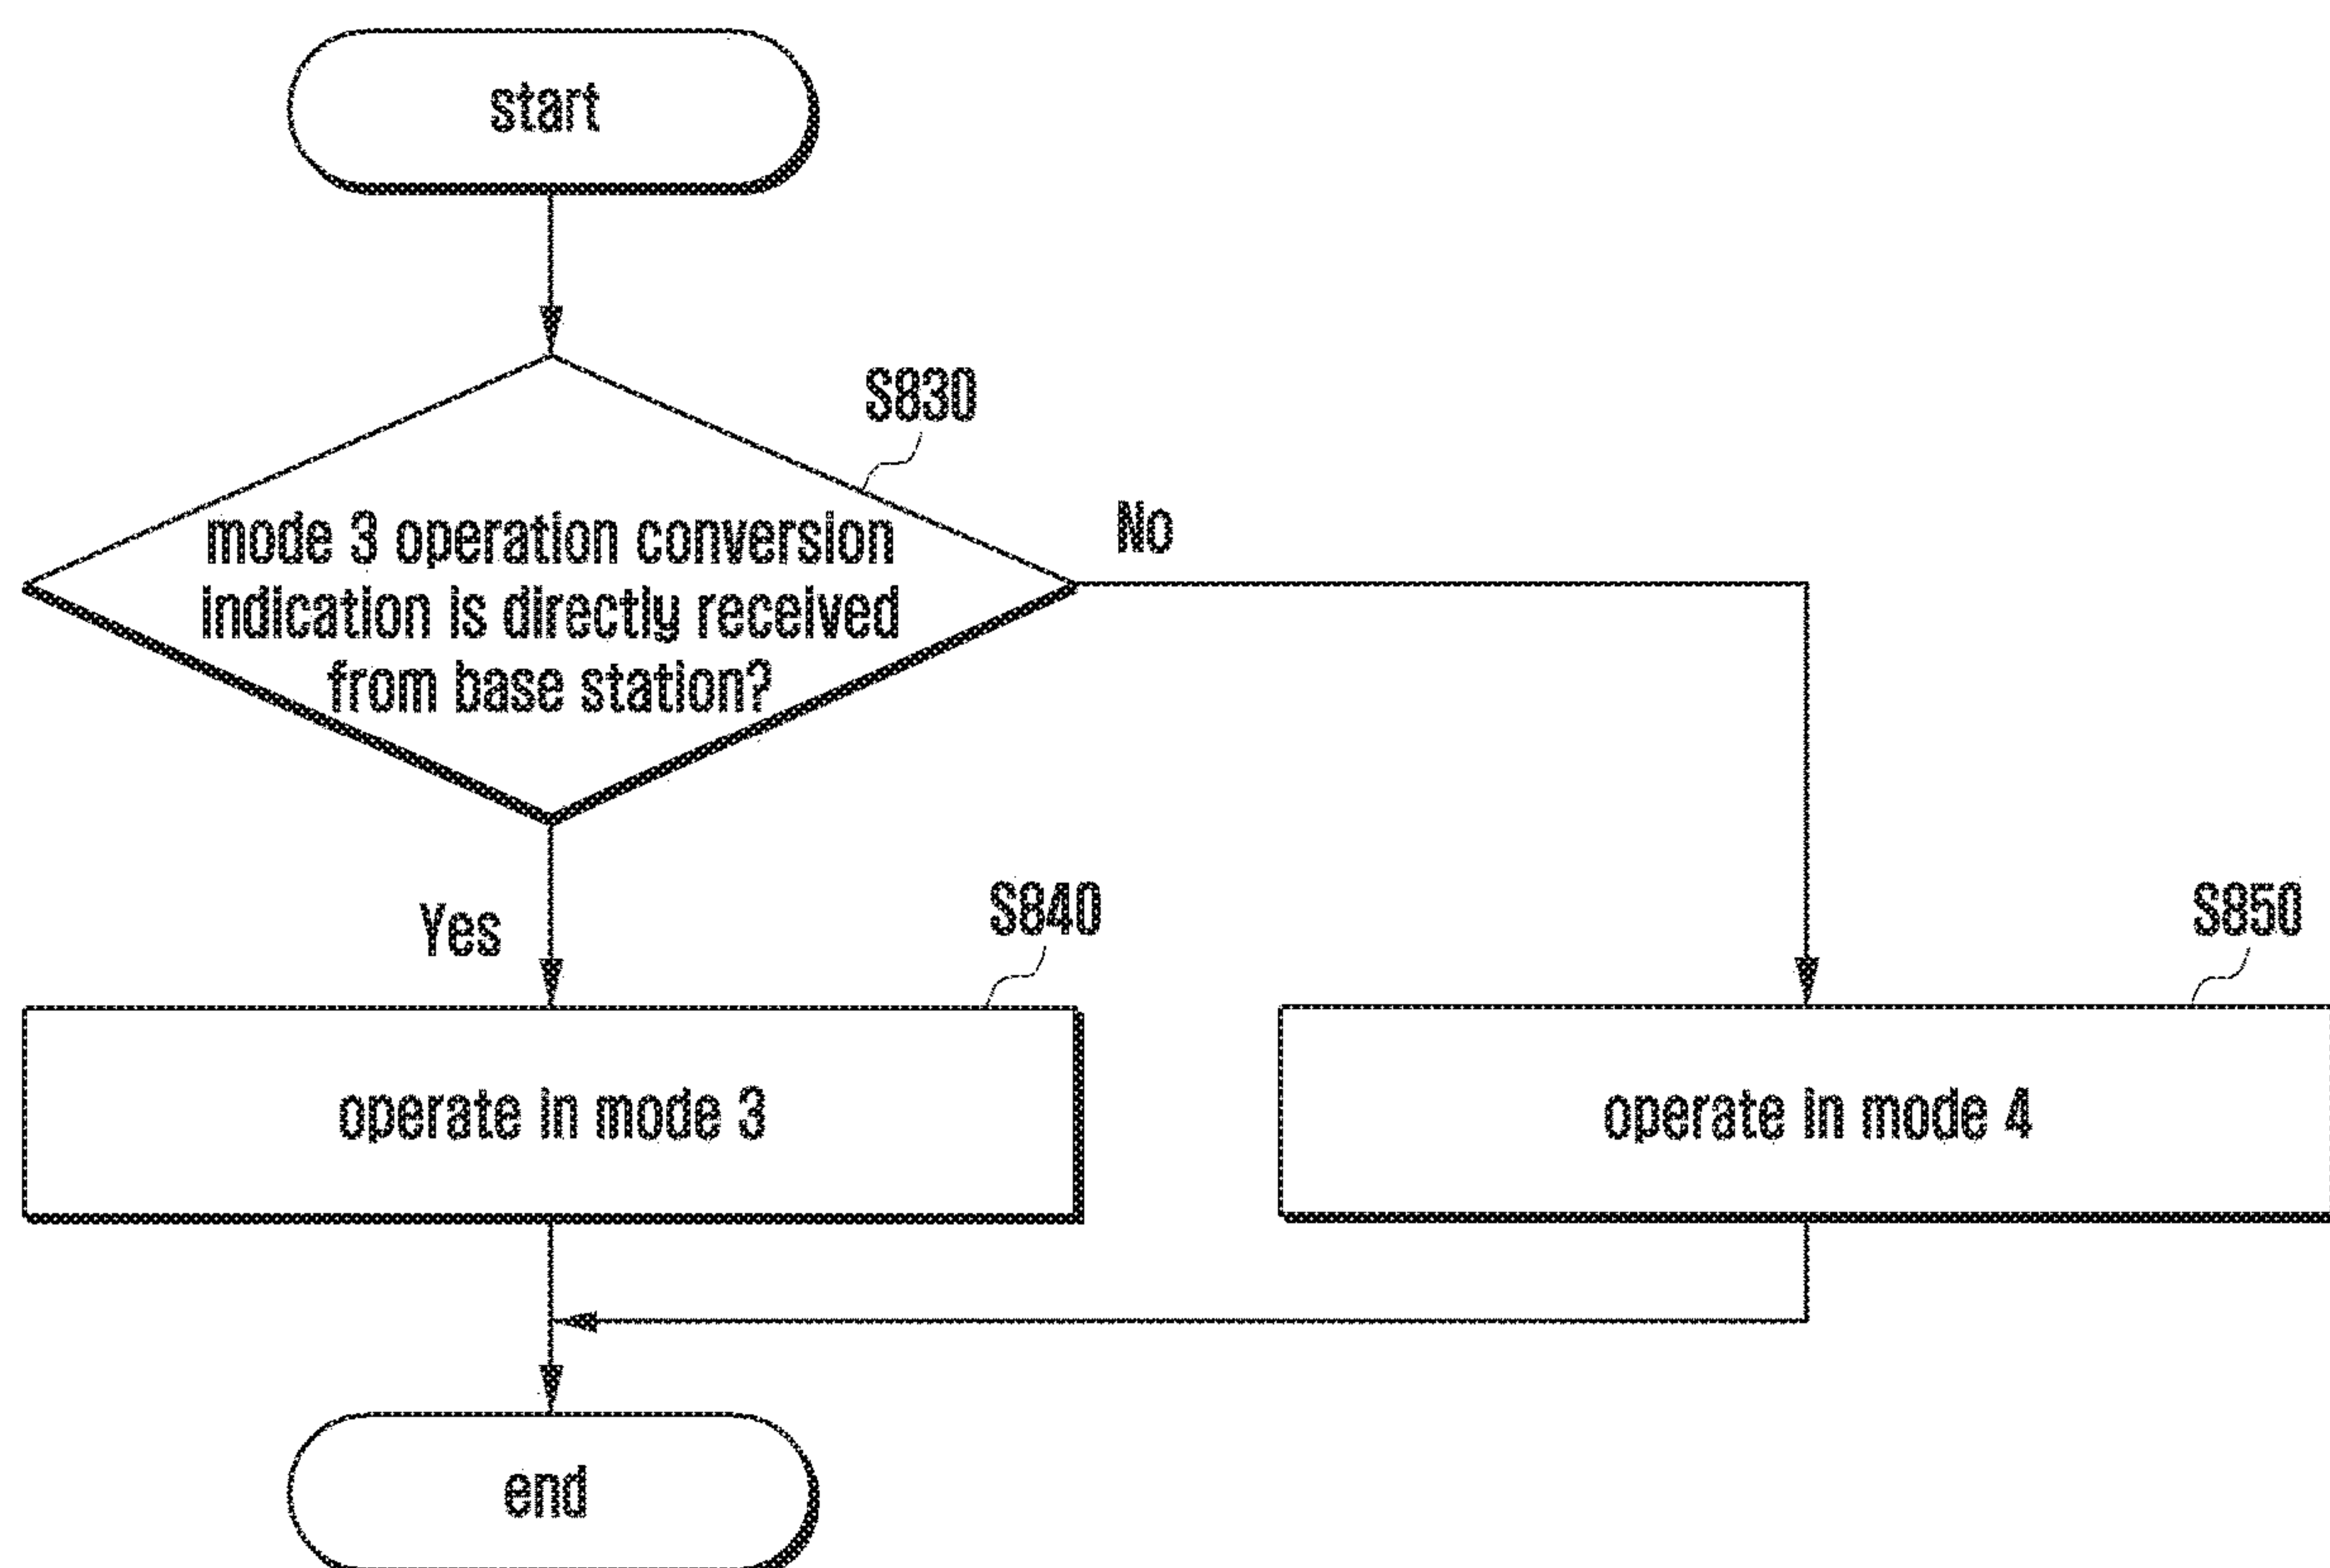 start
S830
No
mode 3 operation conversion
indication is directly received
from base station?
Yes
S840
S850
operate in mode 3
operate in mode 4
end